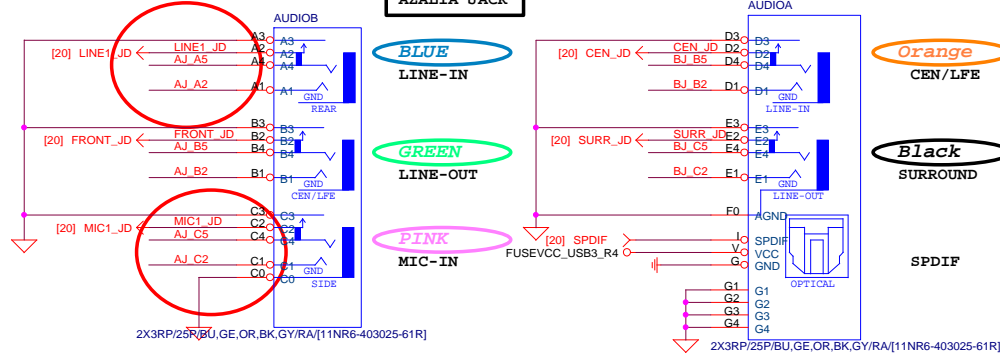 AZALIA JACK
AUDIOB
A3
A3
[20] LINE1_JD
LINE1_JD
A2
A2
AJ_A5
A4
A4
AJ_A2
A1
A1
GND
REAR
BLUE
LINE-IN
B3
B3
[20] FRONT_JD
FRONT_JD
B2
B2
AJ_B5
B4
B4
AJ_B2
B1
B1
GND
CEN/LFE
GREEN
LINE-OUT
C3
C3
[20] MIC1_JD
MIC1_JD
C2
C2
AJ_C5
C4
C4
AJ_C2
C1
C1
GND
C0
C0
SIDE
PINK
MIC-IN
2X3RP/25P/BU,GE,OR,BK,GY/RA/[11NR6-403025-61R]
AUDIOA
D3
D3
[20] CEN_JD
CEN_JD
D2
D2
BJ_B5
D4
D4
BJ_B2
D1
D1
GND
LINE-IN
Orange
CEN/LFE
E3
E3
[20] SURR_JD
SURR_JD
E2
E2
BJ_C5
E4
E4
BJ_C2
E1
E1
GND
LINE-OUT
Black
SURROUND
F0
AGND
[20] SPDIF
I
SPDIF
FUSEVCC_USB3_R4
V
VCC
G
GND
OPTICAL
SPDIF
G1
G1
G2
G2
G3
G3
G4
G4
2X3RP/25P/BU,GE,OR,BK,GY/RA/[11NR6-403025-61R]